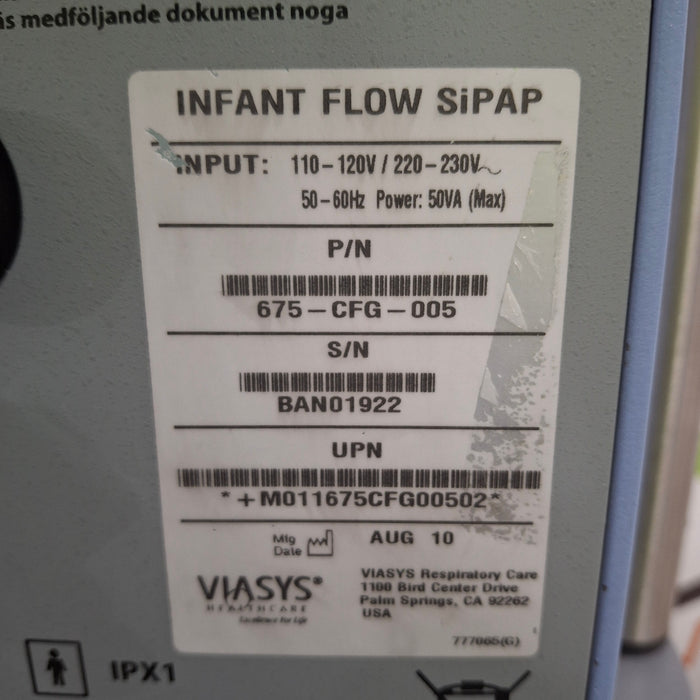 s medföljande dokument noga
INFANT FLOW SiPAP
INPUT: 110-120V / 220-230V~
50-60Hz Power: 50VA (Max)
P/N
675-CFG-005
S/N
BAN01922
UPN
*+M011675CFG00502*
Mfg
Date
AUG 10
VIASYS®
HEALTHCARE
Excellence for Life
VIASYS Respiratory Care
1100 Bird Center Drive
Palm Springs, CA 92262
USA
777065(G)
IPX1